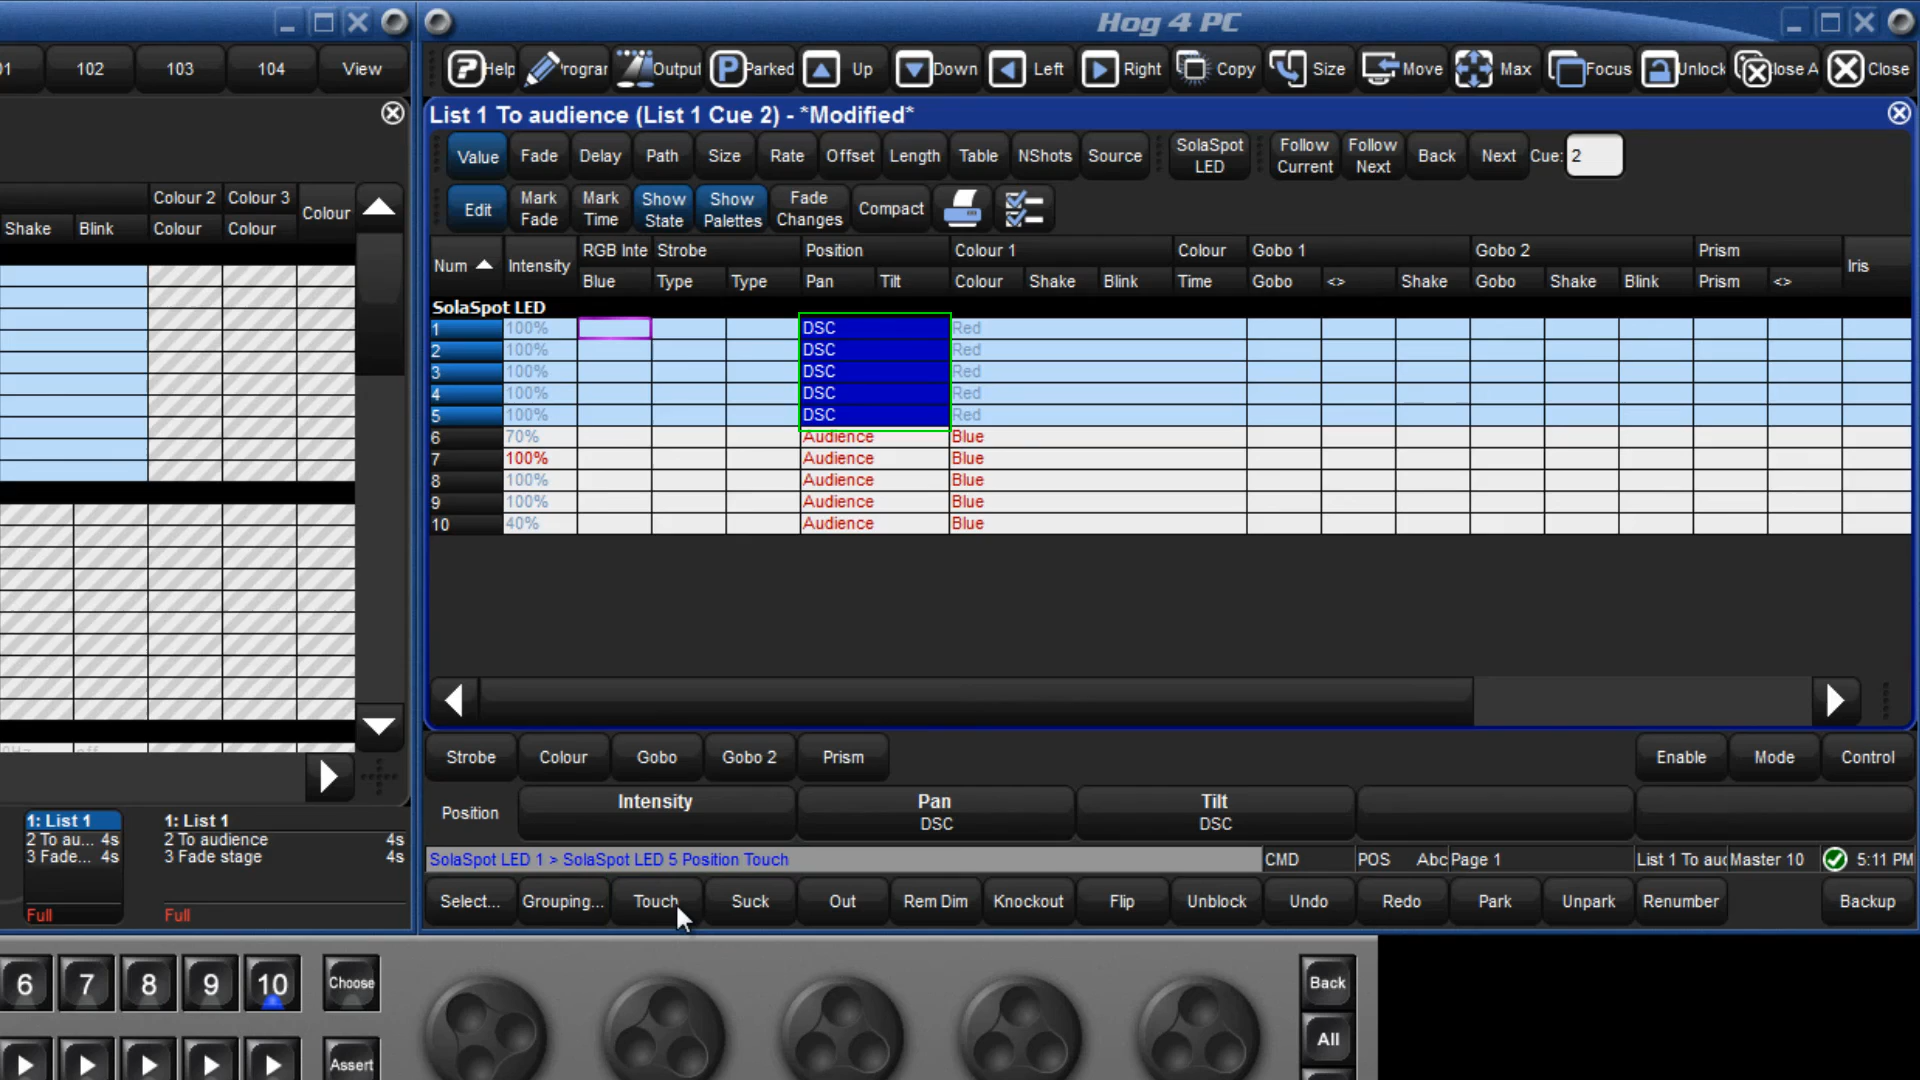 Hog 4 PC
01 102 103 104 View
Help Program Output Parked Up Down Left Right Copy Size Move Max Focus Unlock lose A Close
List 1 To audience (List 1 Cue 2) - *Modified*
Value Fade Delay Path Size Rate Offset Length Table NShots Source SolaSpot LED Follow Current Follow Next Back Next Cue: 2
Edit Mark Fade Mark Time Show State Show Palettes Fade Changes Compact
Colour 2 Colour 3 Colour
Shake Blink Colour Colour
Num Intensity RGB Inte Strobe Position Colour 1 Colour Gobo 1 Gobo 2 Prism Iris
Blue Type Type Pan Tilt Colour Shake Blink Time Gobo <> Shake Gobo Shake Blink Prism <>
SolaSpot LED
1 100% DSC Red
2 100% DSC Red
3 100% DSC Red
4 100% DSC Red
5 100% DSC Red
6 70% Audience Blue
7 100% Audience Blue
8 100% Audience Blue
9 100% Audience Blue
10 40% Audience Blue
Strobe Colour Gobo Gobo 2 Prism Enable Mode Control
Position Intensity Pan Tilt
DSC DSC
1: List 1
2 To au... 4s
3 Fade... 4s
Full
1: List 1
2 To audience 4s
3 Fade stage 4s
Full
SolaSpot LED 1 > SolaSpot LED 5 Position Touch CMD POS Abc Page 1 List 1 To aud Master 10 5:11 PM
Select... Grouping... Touch Suck Out Rem Dim Knockout Flip Unblock Undo Redo Park Unpark Renumber Backup
6 7 8 9 10 Choose Back
Assert All